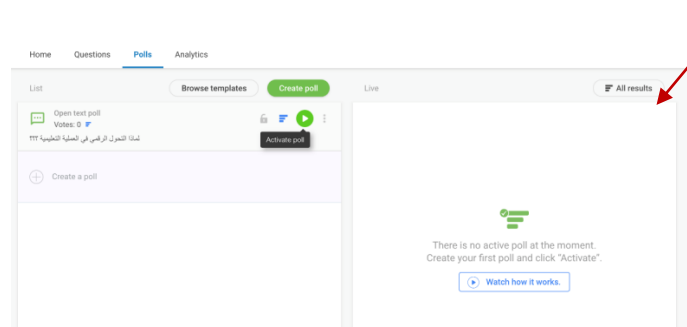 Home Questions Polls Analytics
List Browse templates Create poll Live All results
Open text poll
Votes: 0
لماذا التحول الرقمي في العملية التعليمية ???
Activate poll
Create a poll
There is no active poll at the moment.
Create your first poll and click "Activate".
Watch how it works.